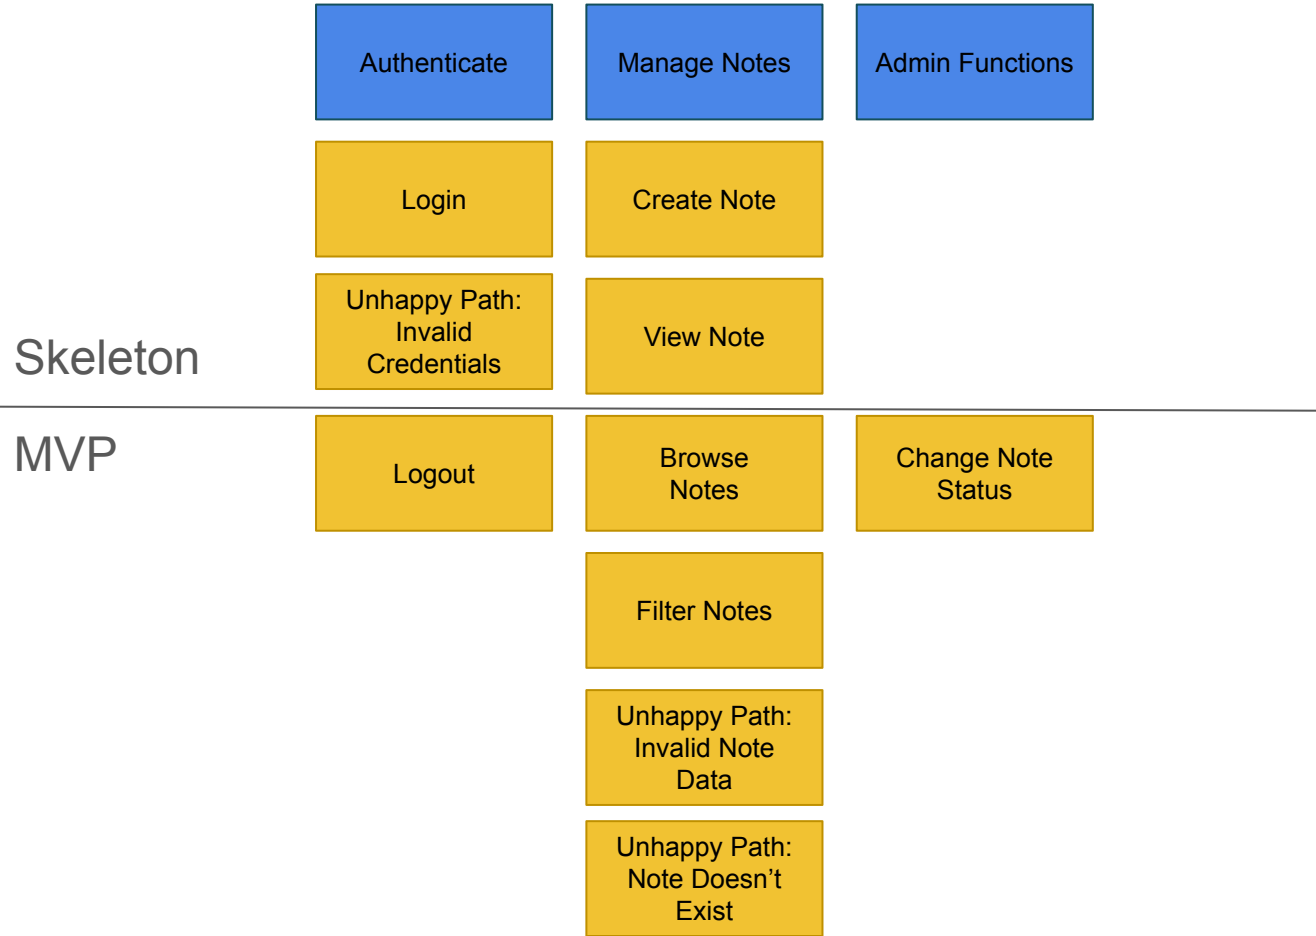 Authenticate
Manage Notes
Admin Functions
Login
Create Note
Unhappy Path:
Invalid
Credentials
View Note
Skeleton
MVP
Logout
Browse
Notes
Change Note
Status
Filter Notes
Unhappy Path:
Invalid Note
Data
Unhappy Path:
Note Doesn’t
Exist